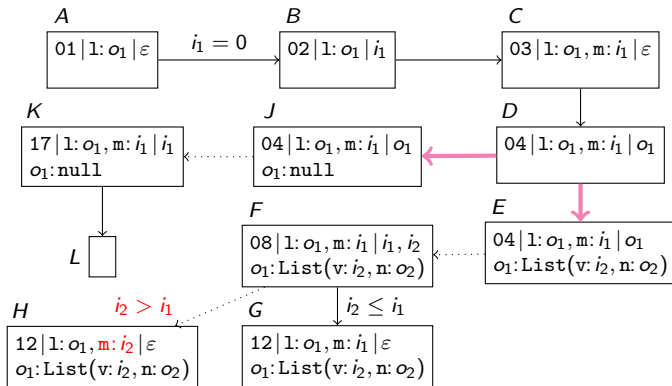 A
01 | l: o₁ | ε
i₁ = 0
B
02 | l: o₁ | i₁
C
03 | l: o₁, m: i₁ | ε
K
17 | l: o₁, m: i₁ | i₁
o₁: null
J
04 | l: o₁, m: i₁ | o₁
o₁: null
D
04 | l: o₁, m: i₁ | o₁
L
F
08 | l: o₁, m: i₁ | i₁, i₂
o₁: List(v: i₂, n: o₂)
E
04 | l: o₁, m: i₁ | o₁
o₁: List(v: i₂, n: o₂)
i₂ > i₁
i₂ ≤ i₁
H
12 | l: o₁, m: i₂ | ε
o₁: List(v: i₂, n: o₂)
G
12 | l: o₁, m: i₁ | ε
o₁: List(v: i₂, n: o₂)